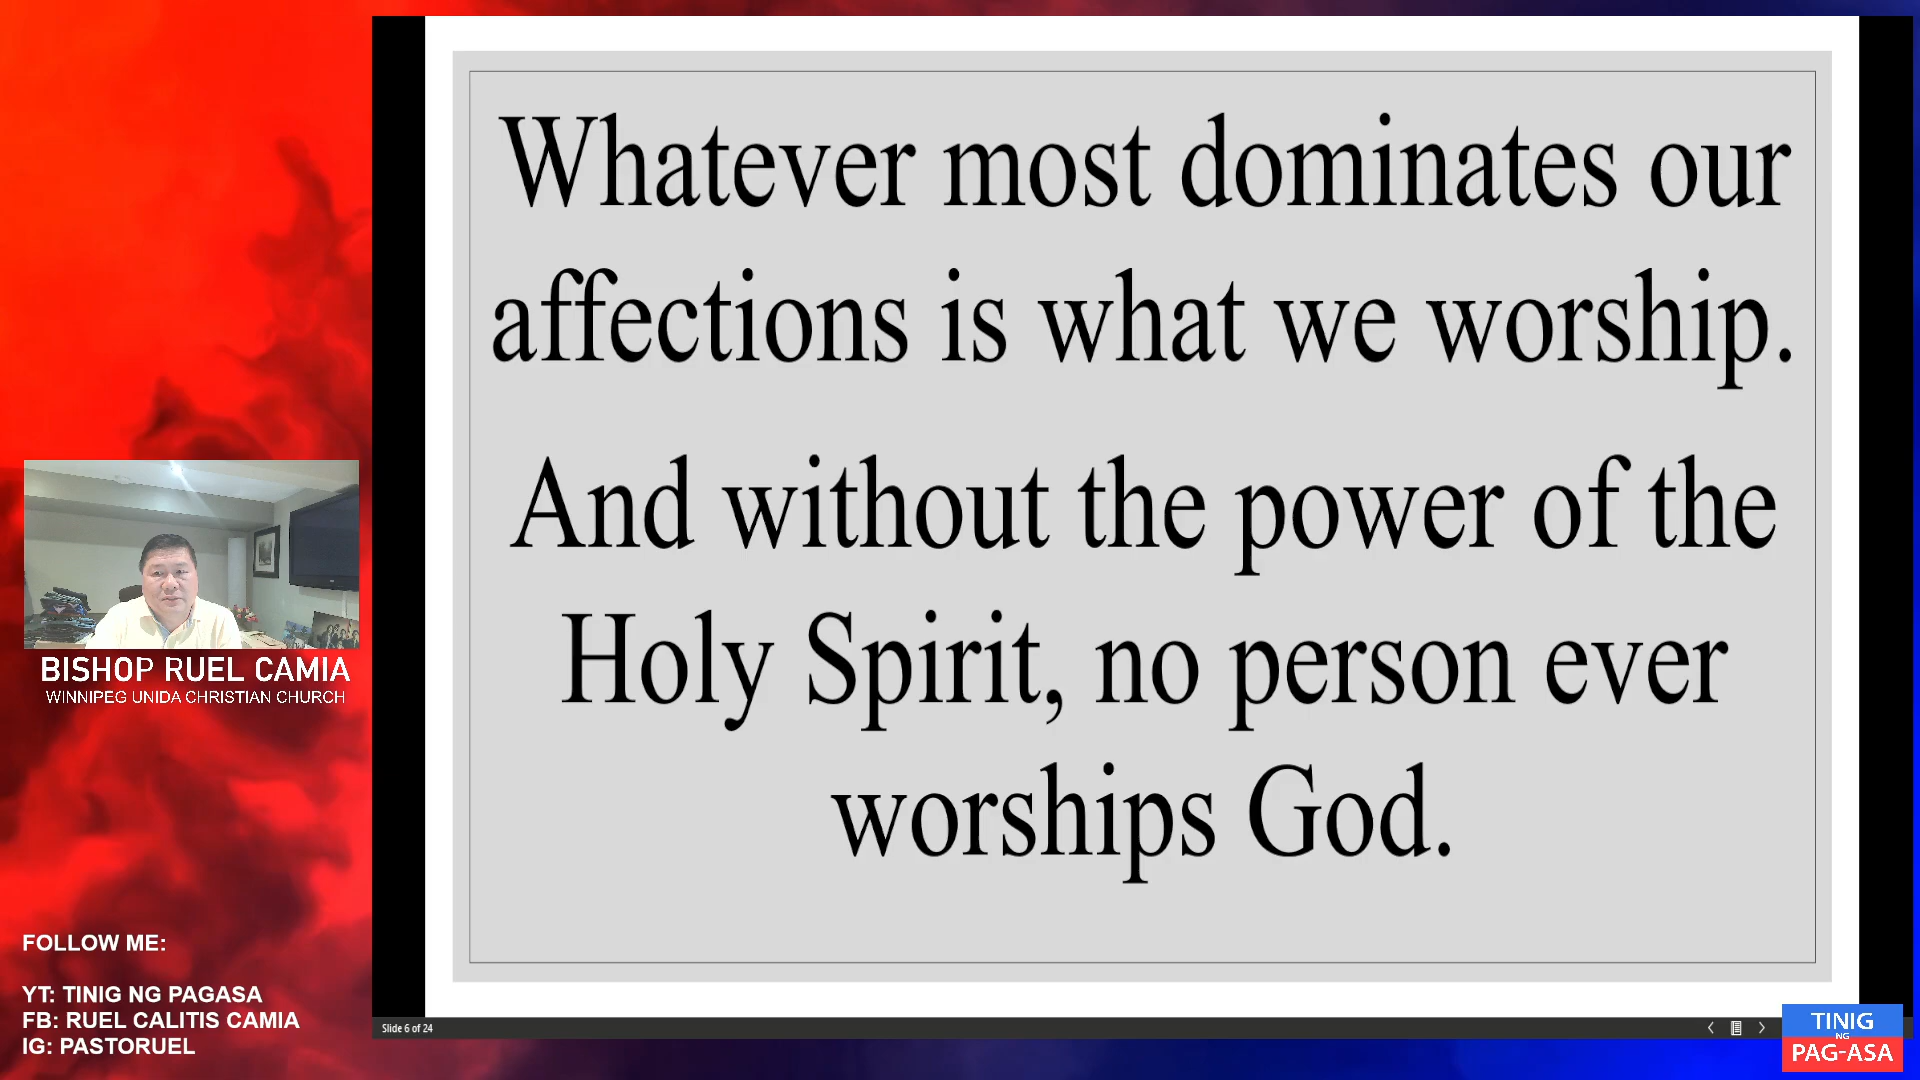 Whatever most dominates our
affections is what we worship.
And without the power of the
Holy Spirit, no person ever
worships God.
BISHOP RUEL CAMIA
WINNIPEG UNIDA CHRISTIAN CHURCH
FOLLOW ME:
YT: TINIG NG PAGASA
FB: RUEL CALITIS CAMIA
IG: PASTORUEL
Slide 6 of 24
TINIG
NG
PAG-ASA